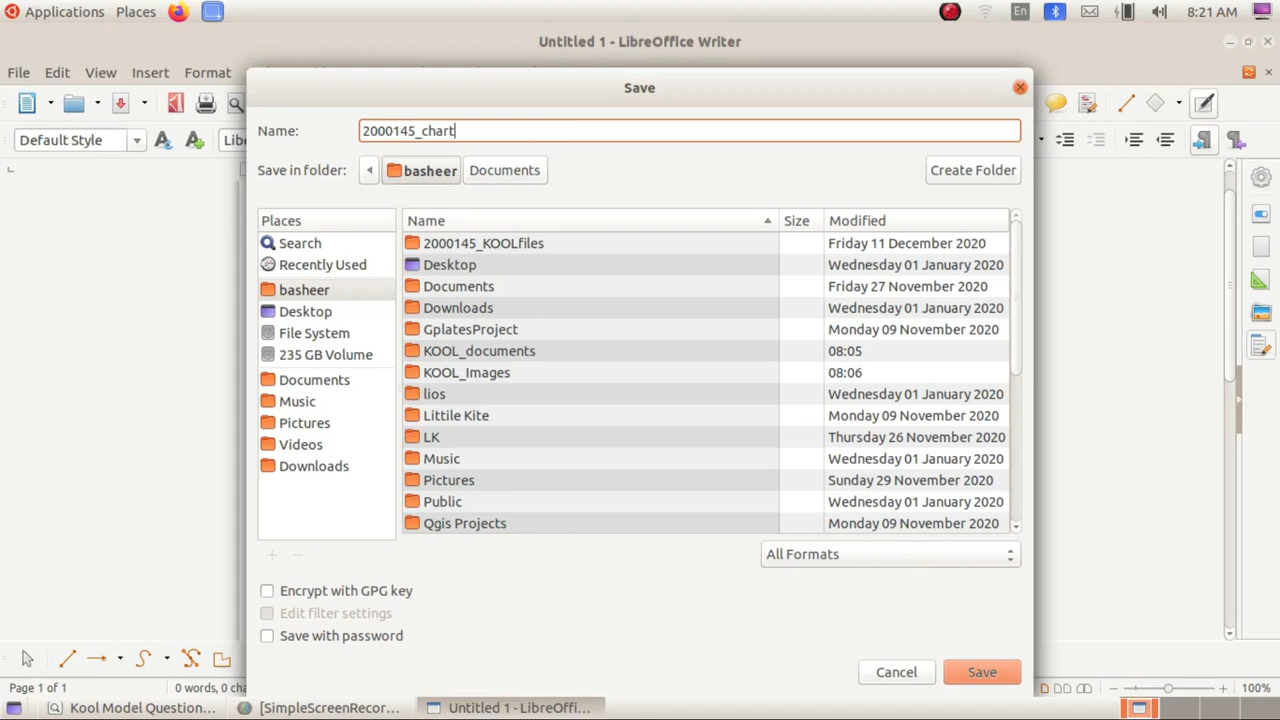 Applications Places En 8:21 AM
Untitled 1 - LibreOffice Writer
File Edit View Insert Format
Save
Default Style
Name: 2000145_chart
Save in folder: basheer Documents Create Folder
Places Name Size Modified
Search 2000145_KOOLfiles Friday 11 December 2020
Recently Used Desktop Wednesday 01 January 2020
basheer Documents Friday 27 November 2020
Desktop Downloads Wednesday 01 January 2020
File System GplatesProject Monday 09 November 2020
235 GB Volume KOOL_documents 08:05
KOOL_Images 08:06
Documents lios Wednesday 01 January 2020
Music Littile Kite Monday 09 November 2020
Pictures LK Thursday 26 November 2020
Videos Music Wednesday 01 January 2020
Downloads Pictures Sunday 29 November 2020
Public Wednesday 01 January 2020
Qgis Projects Monday 09 November 2020
All Formats
Encrypt with GPG key
Edit filter settings
Save with password
Cancel Save
Page 1 of 1 0 words, 0 cha 100%
Kool Model Question... [SimpleScreenRecor... Untitled 1 - LibreOffi...